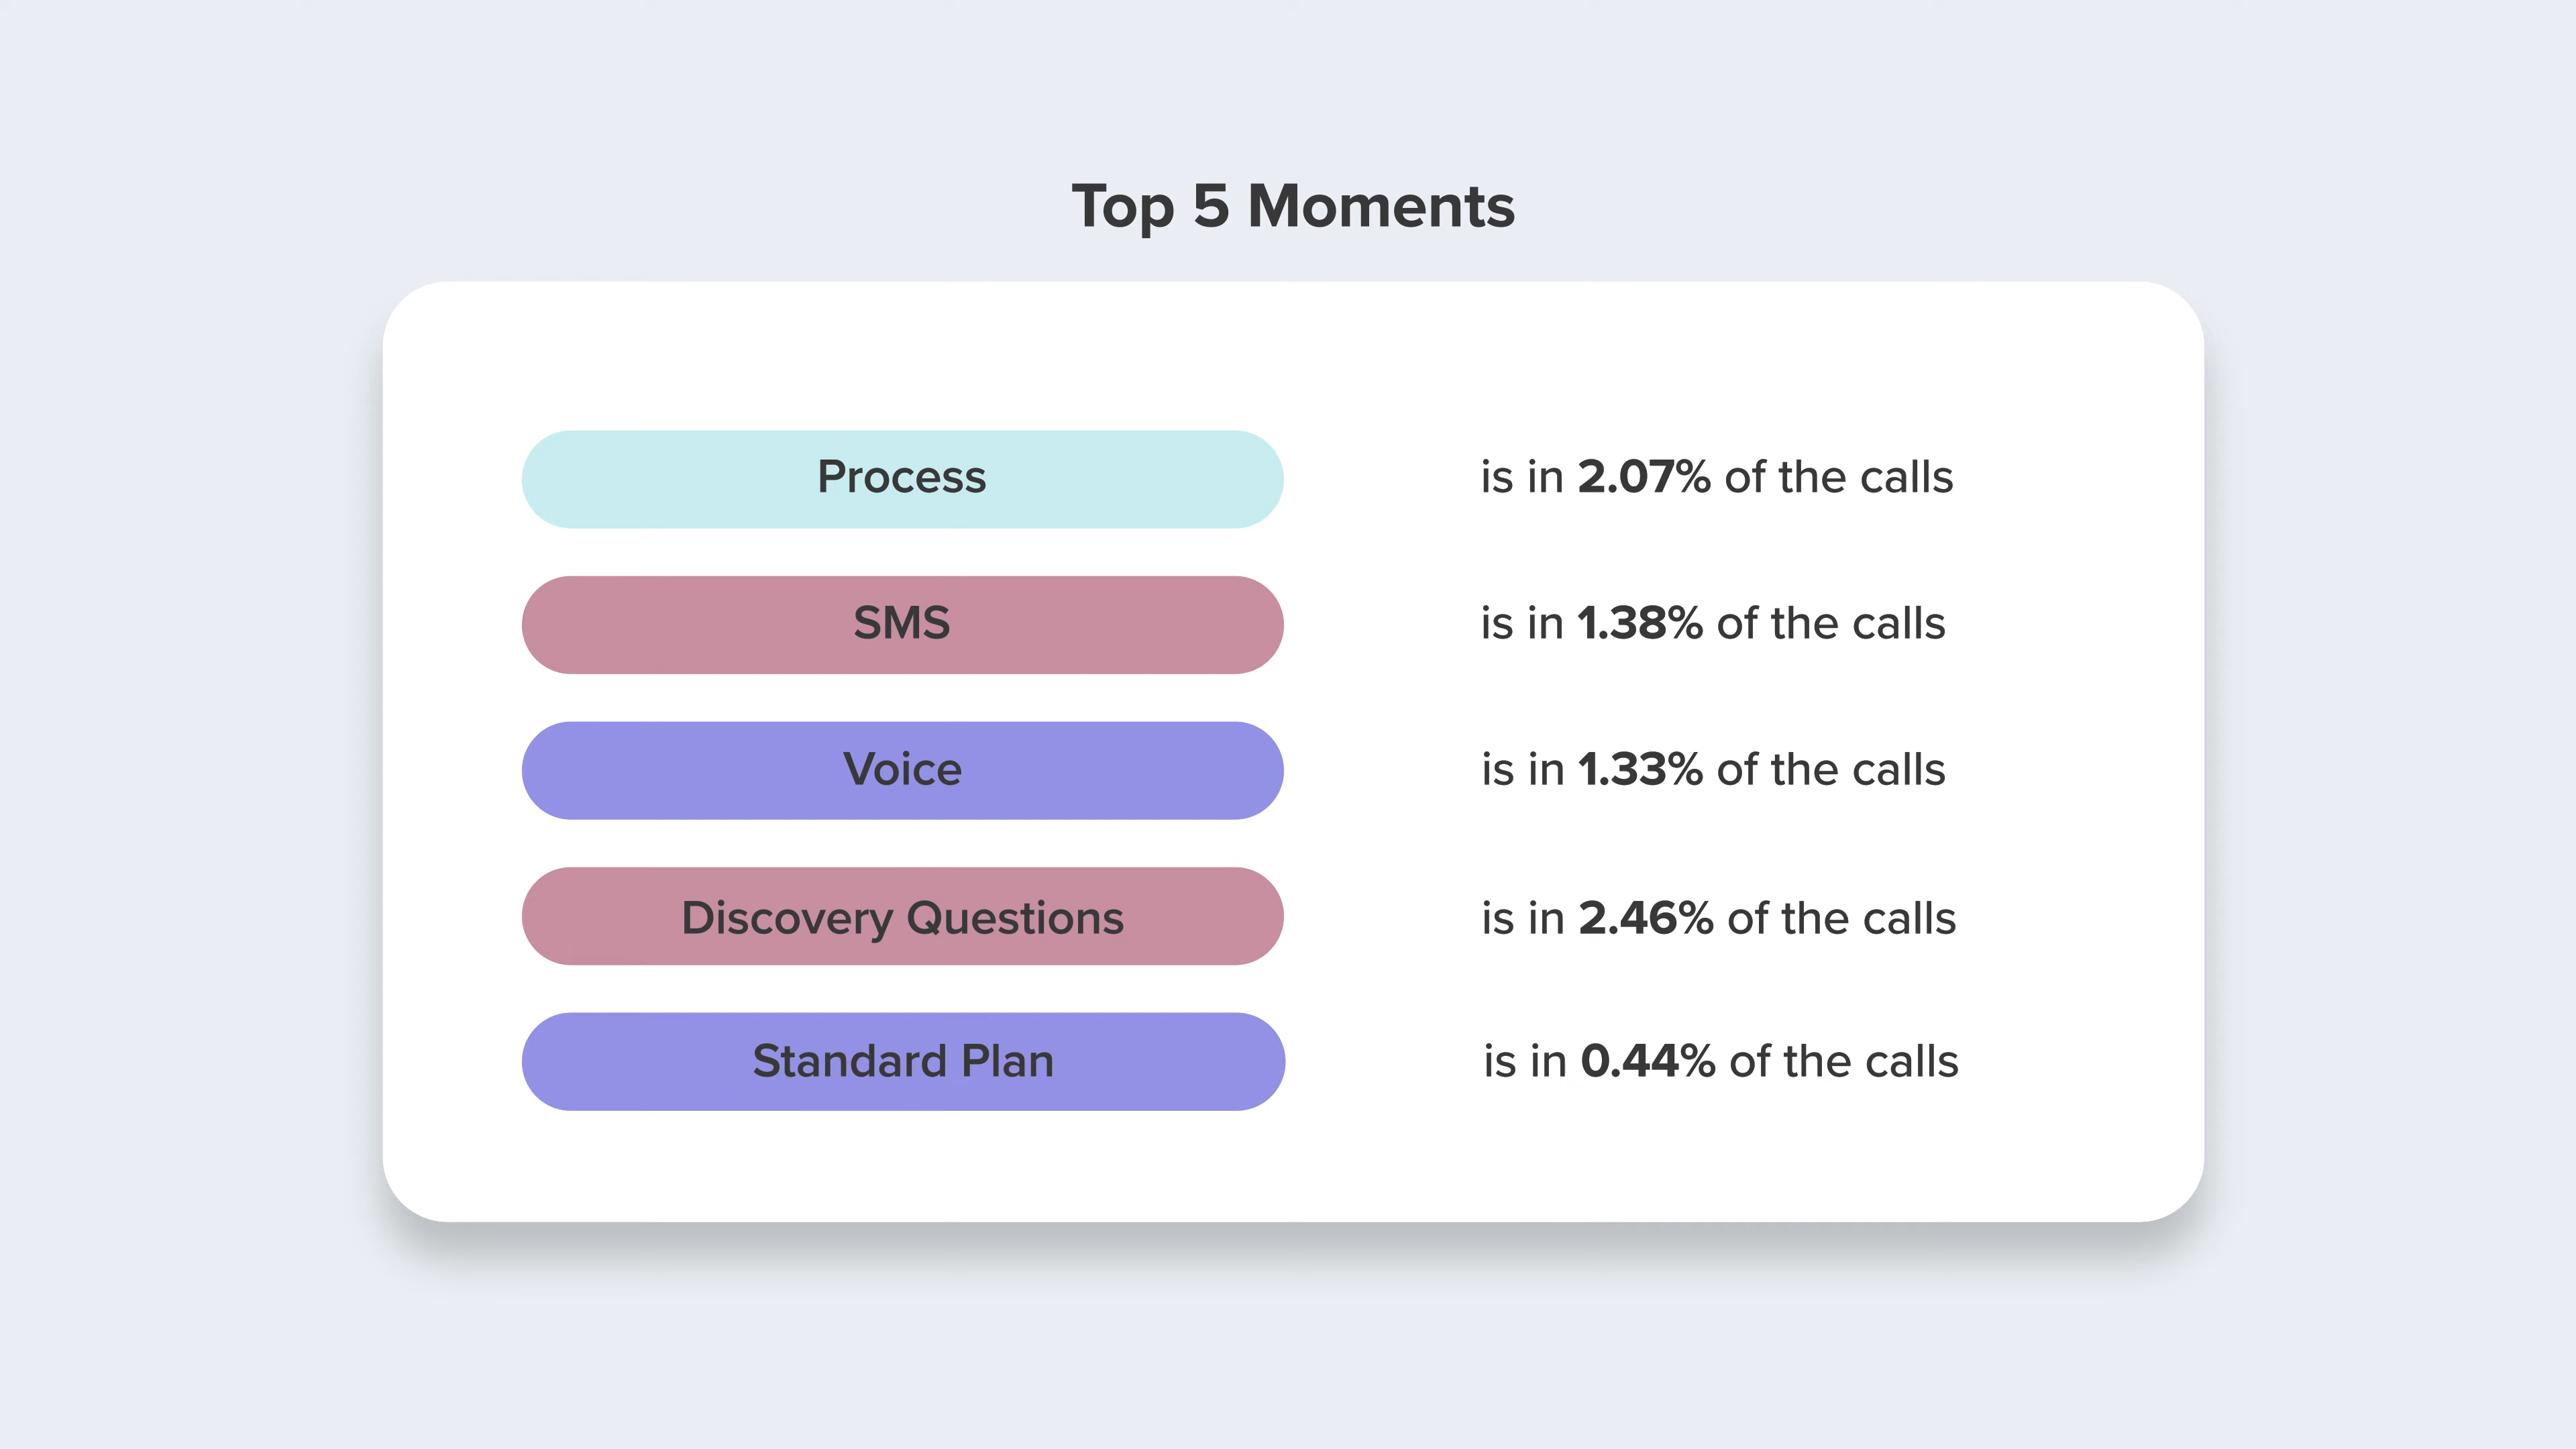 Top 5 Moments
Process is in 2.07% of the calls
SMS is in 1.38% of the calls
Voice is in 1.33% of the calls
Discovery Questions is in 2.46% of the calls
Standard Plan is in 0.44% of the calls